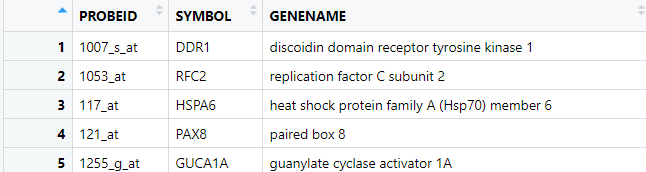 PROBEID SYMBOL GENENAME
1 1007_s_at DDR1 discoidin domain receptor tyrosine kinase 1
2 1053_at RFC2 replication factor C subunit 2
3 117_at HSPA6 heat shock protein family A (Hsp70) member 6
4 121_at PAX8 paired box 8
5 1255_g_at GUCA1A guanylate cyclase activator 1A